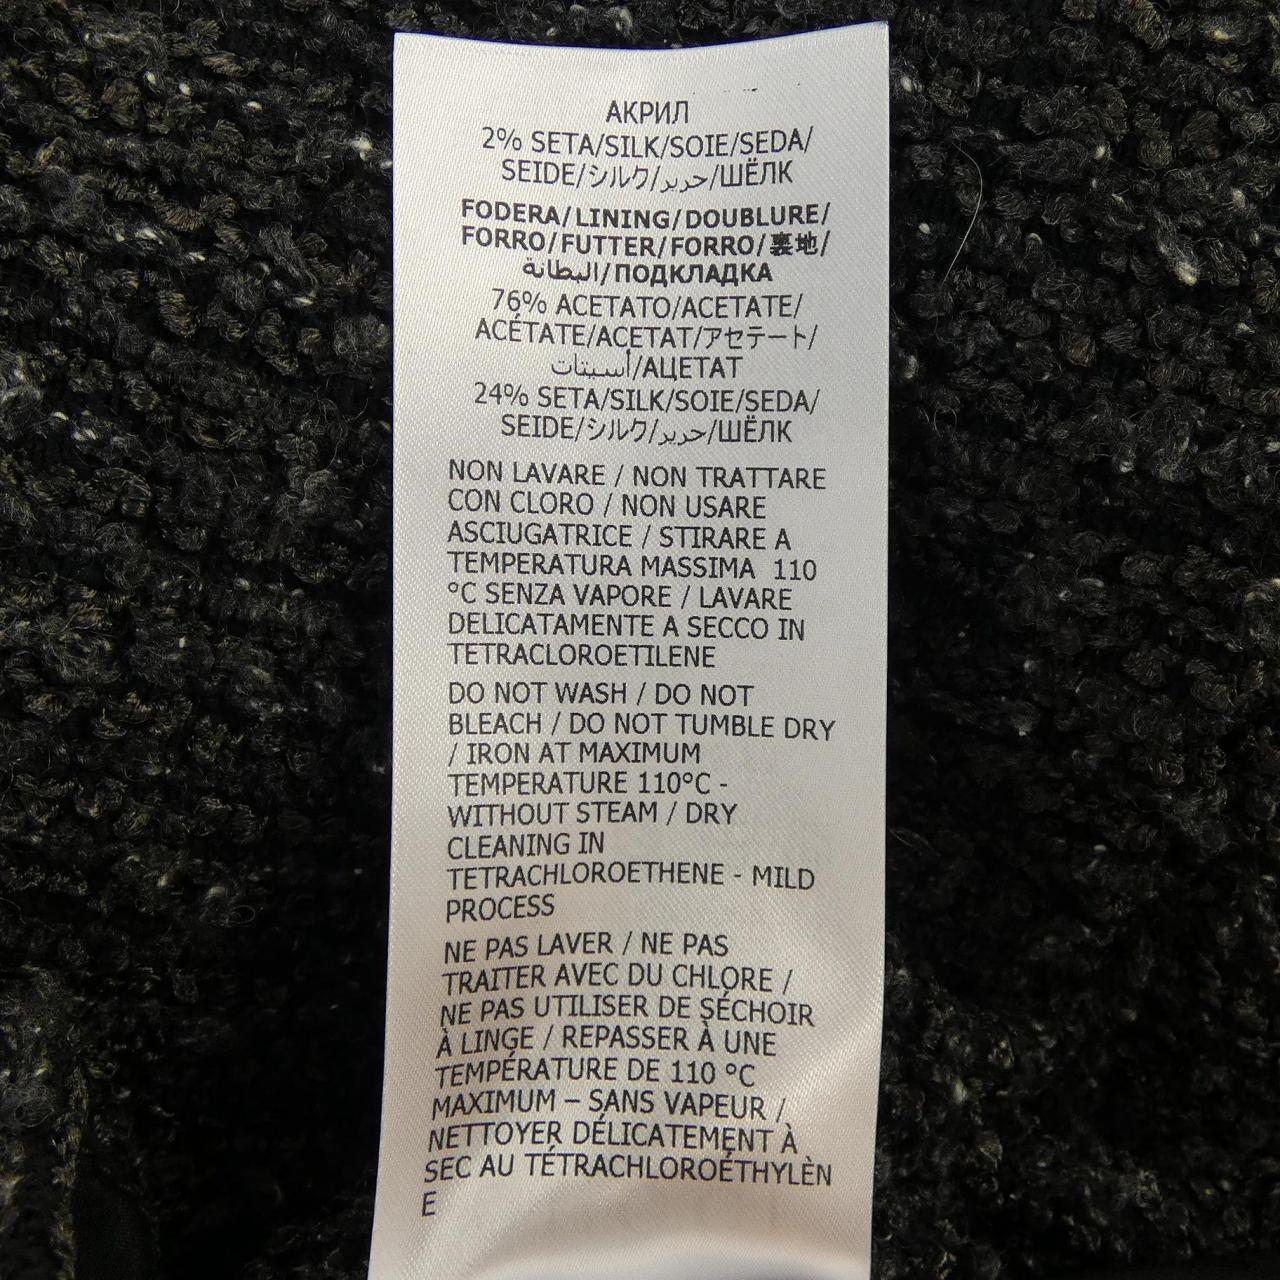 АКРИЛ
2% SETA/SILK/SOIE/SEDA/
SEIDE/シルク/حرير/ШЁЛК
FODERA/LINING/DOUBLURE/
FORRO/FUTTER/FORRO/裏地/
البطانة/ПОДКЛАДКА
76% ACETATO/ACETATE/
ACÉTATE/ACETAT/アセテート/
أسيتات/АЦЕТАТ
24% SETA/SILK/SOIE/SEDA/
SEIDE/シルク/حرير/ШЁЛК
NON LAVARE / NON TRATTARE
CON CLORO / NON USARE
ASCIUGATRICE / STIRARE A
TEMPERATURA MASSIMA 110
°C SENZA VAPORE / LAVARE
DELICATAMENTE A SECCO IN
TETRACLOROETILENE
DO NOT WASH / DO NOT
BLEACH / DO NOT TUMBLE DRY
/ IRON AT MAXIMUM
TEMPERATURE 110°C -
WITHOUT STEAM / DRY
CLEANING IN
TETRACHLOROETHENE - MILD
PROCESS
NE PAS LAVER / NE PAS
TRAITER AVEC DU CHLORE /
NE PAS UTILISER DE SÉCHOIR
À LINGE / REPASSER À UNE
TEMPÉRATURE DE 110 °C
MAXIMUM – SANS VAPEUR /
NETTOYER DÉLICATEMENT À
SEC AU TÉTRACHLOROÉTHYLÈN
E